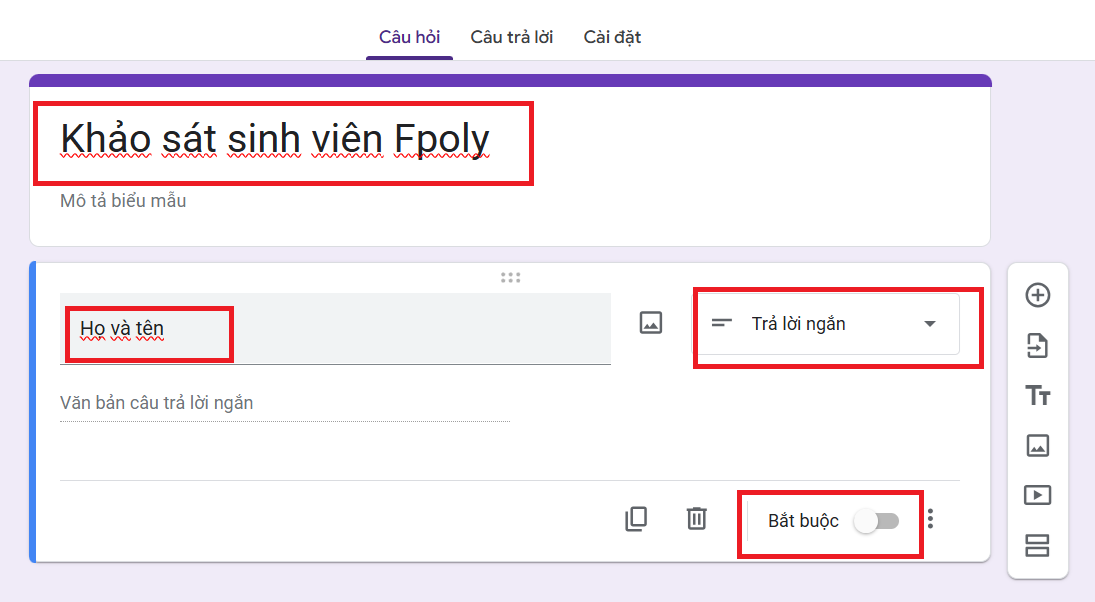 Câu hỏi Câu trả lời Cài đặt
Khảo sát sinh viên Fpoly
Mô tả biểu mẫu
Họ và tên
Trả lời ngắn
Văn bản câu trả lời ngắn
Bắt buộc
Tт